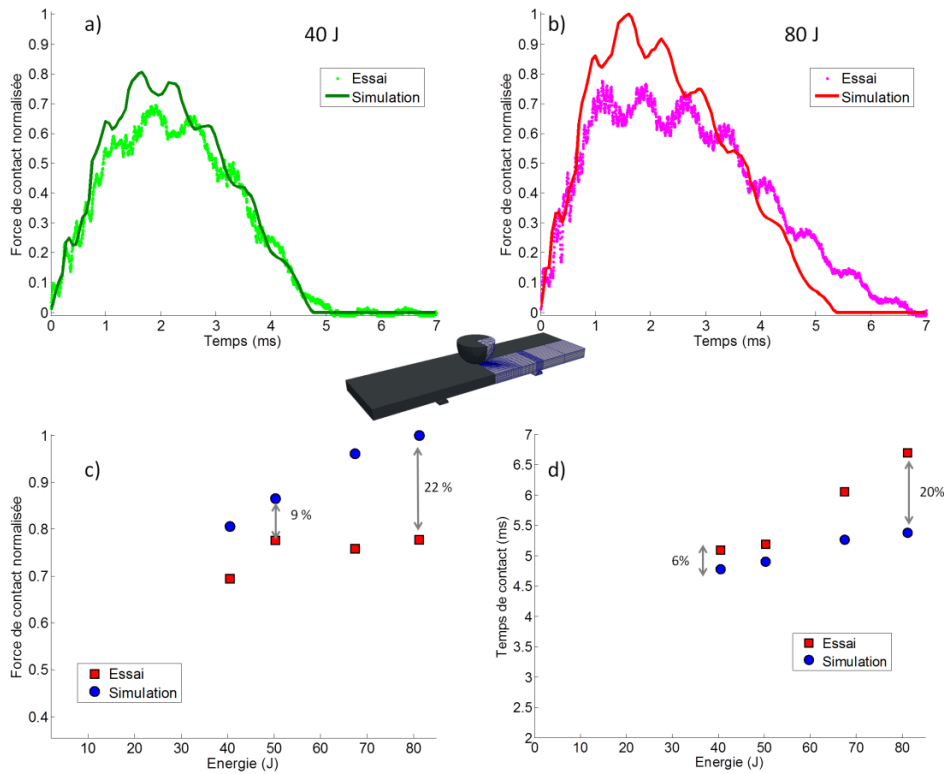 a)
40 J
Essai
Simulation
Force de contact normalisée
1
0.9
0.8
0.7
0.6
0.5
0.4
0.3
0.2
0.1
0
0 1 2 3 4 5 6 7
Temps (ms)
b)
80 J
Essai
Simulation
Force de contact normalisée
1
0.9
0.8
0.7
0.6
0.5
0.4
0.3
0.2
0.1
0
0 1 2 3 4 5 6 7
Temps (ms)
c)
Force de contact normalisée
1
0.9
0.8
0.7
0.6
0.5
0.4
9 %
22 %
Essai
Simulation
10 20 30 40 50 60 70 80
Energie (J)
d)
Temps de contact (ms)
7
6.5
6
5.5
5
4.5
4
3.5
3
2.5
2
6%
20%
Essai
Simulation
0 10 20 30 40 50 60 70 80
Energie (J)